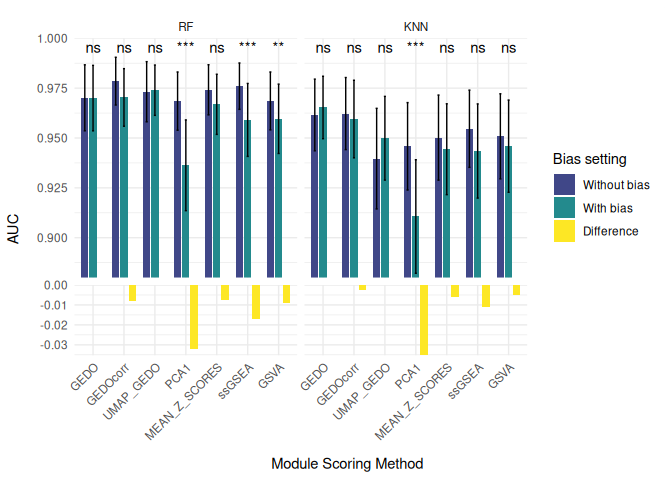 RF KNN
1.000
ns ns ns *** ns *** ** ns ns ns *** ns ns ns
0.975
0.950
0.925
0.900
0.00
-0.01
-0.02
-0.03
AUC
GEDO GEDOcorr UMAP_GEDO PCA1 MEAN_Z_SCORES ssGSEA GSVA GEDO GEDOcorr UMAP_GEDO PCA1 MEAN_Z_SCORES ssGSEA GSVA
Module Scoring Method
Bias setting
Without bias
With bias
Difference